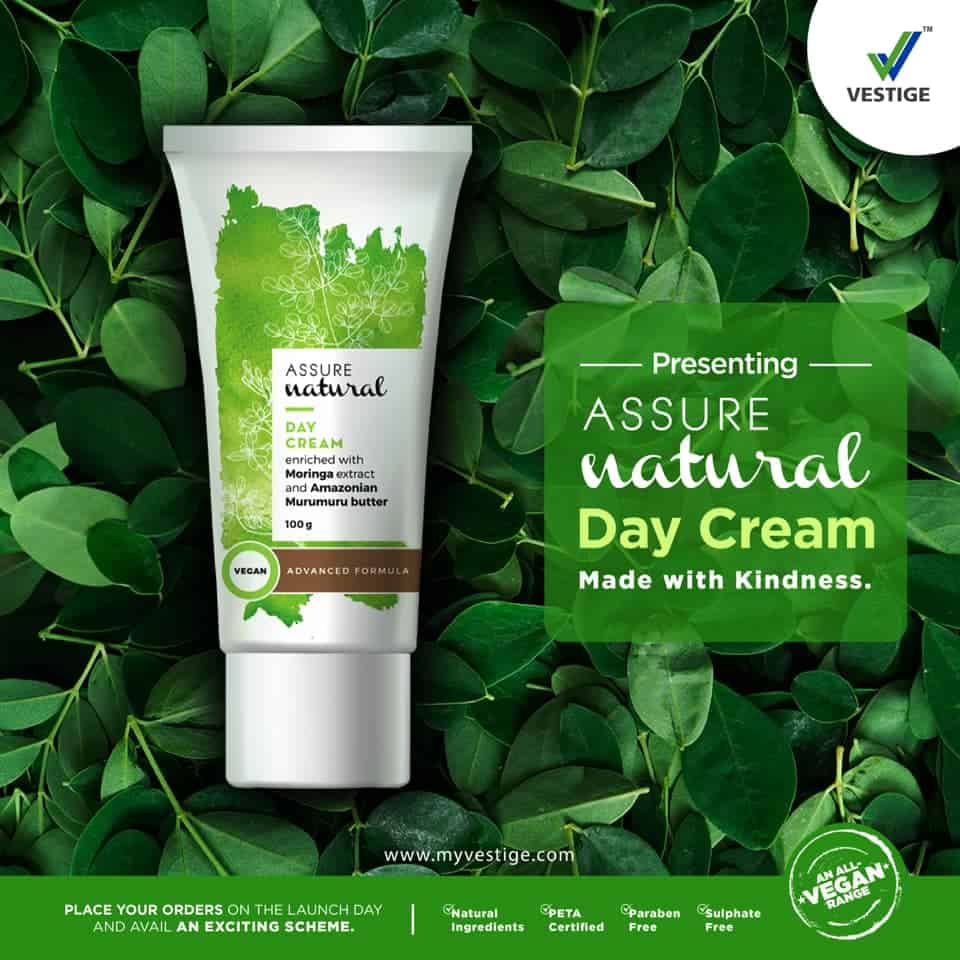 VESTIGE
TM
ASSURE
natural
DAY
CREAM
enriched with
Moringa extract
and Amazonian
Murumuru butter
100 g
VEGAN
ADVANCED FORMULA
Presenting
ASSURE
natural
Day Cream
Made with Kindness.
www.myvestige.com
PLACE YOUR ORDERS ON THE LAUNCH DAY
AND AVAIL AN EXCITING SCHEME.
Natural
Ingredients
PETA
Certified
Paraben
Free
Sulphate
Free
AN ALL
VEGAN
RANGE